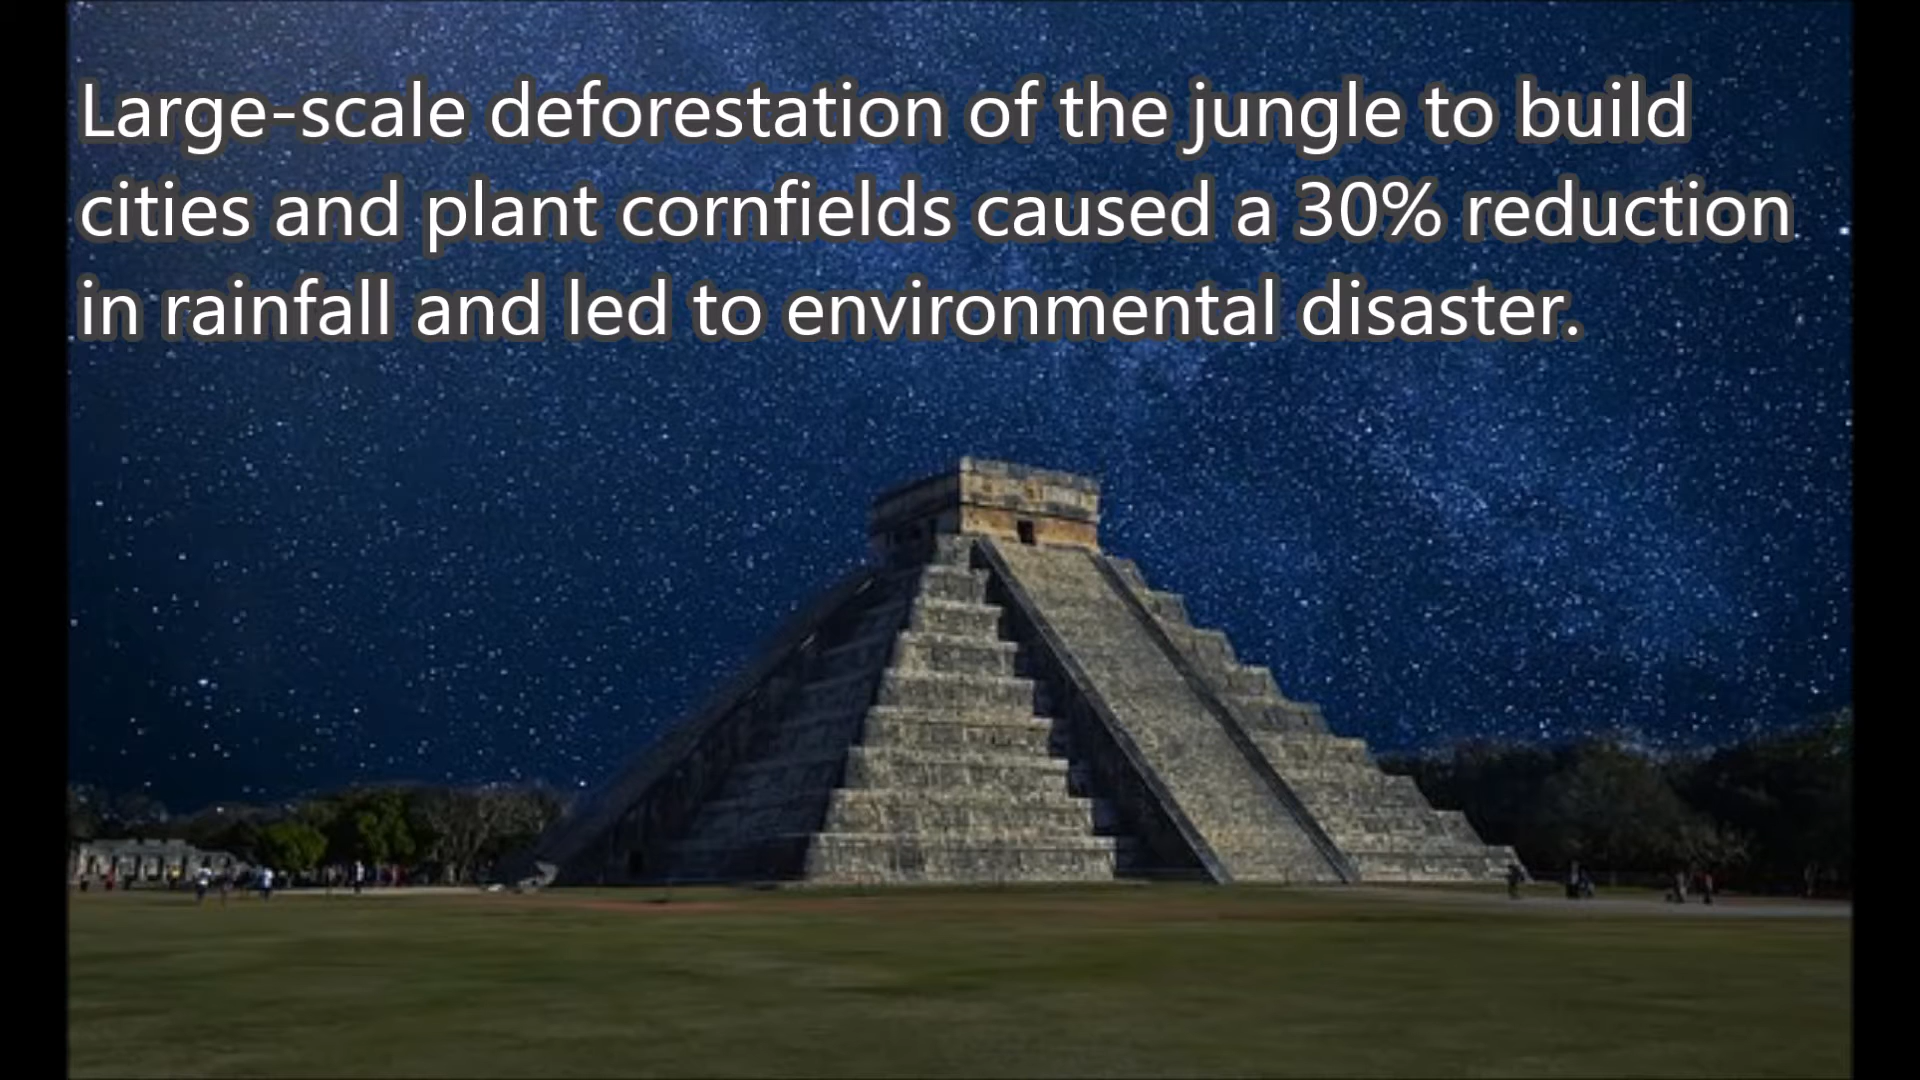 Large-scale deforestation of the jungle to build
cities and plant cornfields caused a 30% reduction
in rainfall and led to environmental disaster.